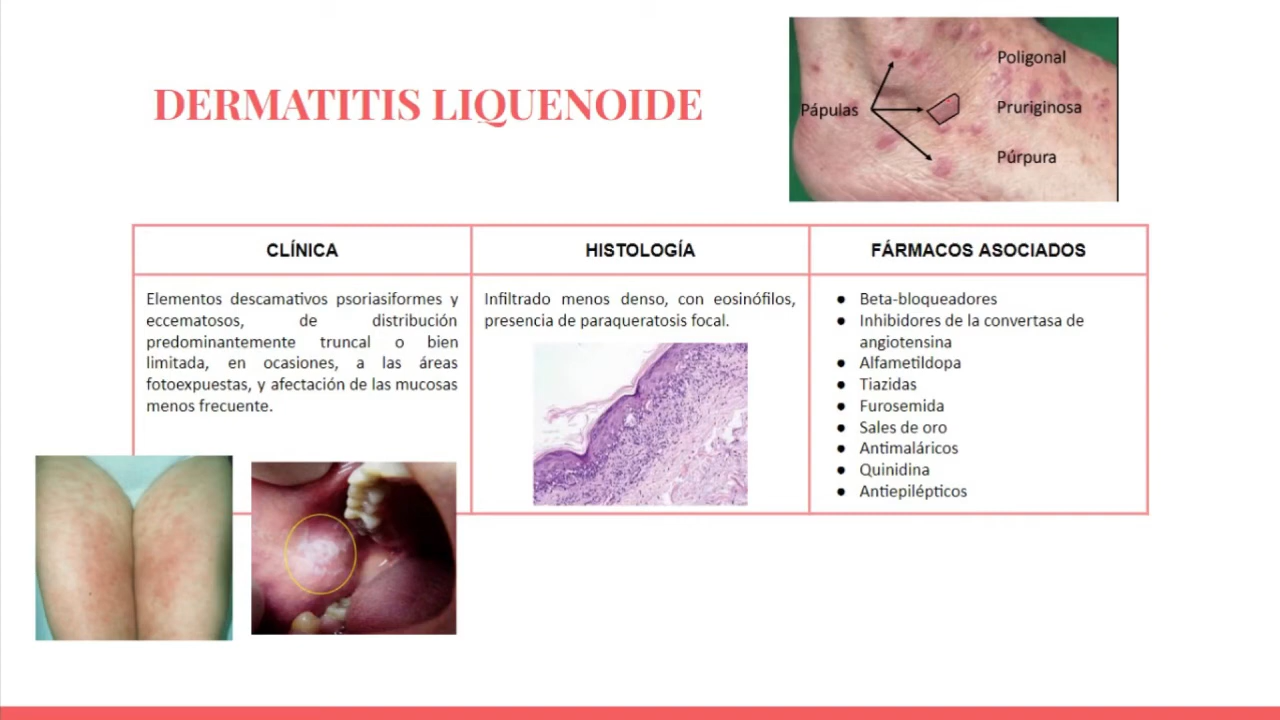 DERMATITIS LIQUENOIDE
Pápulas
Poligonal
Pruriginosa
Púrpura
CLÍNICA
Elementos descamativos psoriasiformes y
eccematosos, de distribución
predominantemente truncal o bien
limitada, en ocasiones, a las áreas
fotoexpuestas, y afectación de las mucosas
menos frecuente.
HISTOLOGÍA
Infiltrado menos denso, con eosinófilos,
presencia de paraqueratosis focal.
FÁRMACOS ASOCIADOS
● Beta-bloqueadores
● Inhibidores de la convertasa de
angiotensina
● Alfametildopa
● Tiazidas
● Furosemida
● Sales de oro
● Antimaláricos
● Quinidina
● Antiepilépticos